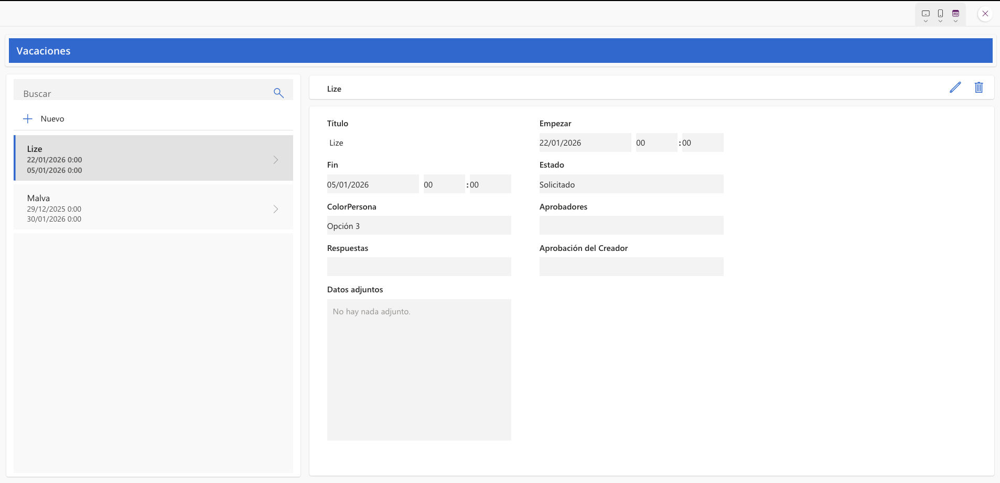 Vacaciones
Buscar
Nuevo
Lize
22/01/2026 0:00
05/01/2026 0:00
Malva
29/12/2025 0:00
30/01/2026 0:00
Lize
Título
Lize
Empezar
22/01/2026 00 :00
Fin
05/01/2026 00 :00
Estado
Solicitado
ColorPersona
Opción 3
Aprobadores
Respuestas
Aprobación del Creador
Datos adjuntos
No hay nada adjunto.